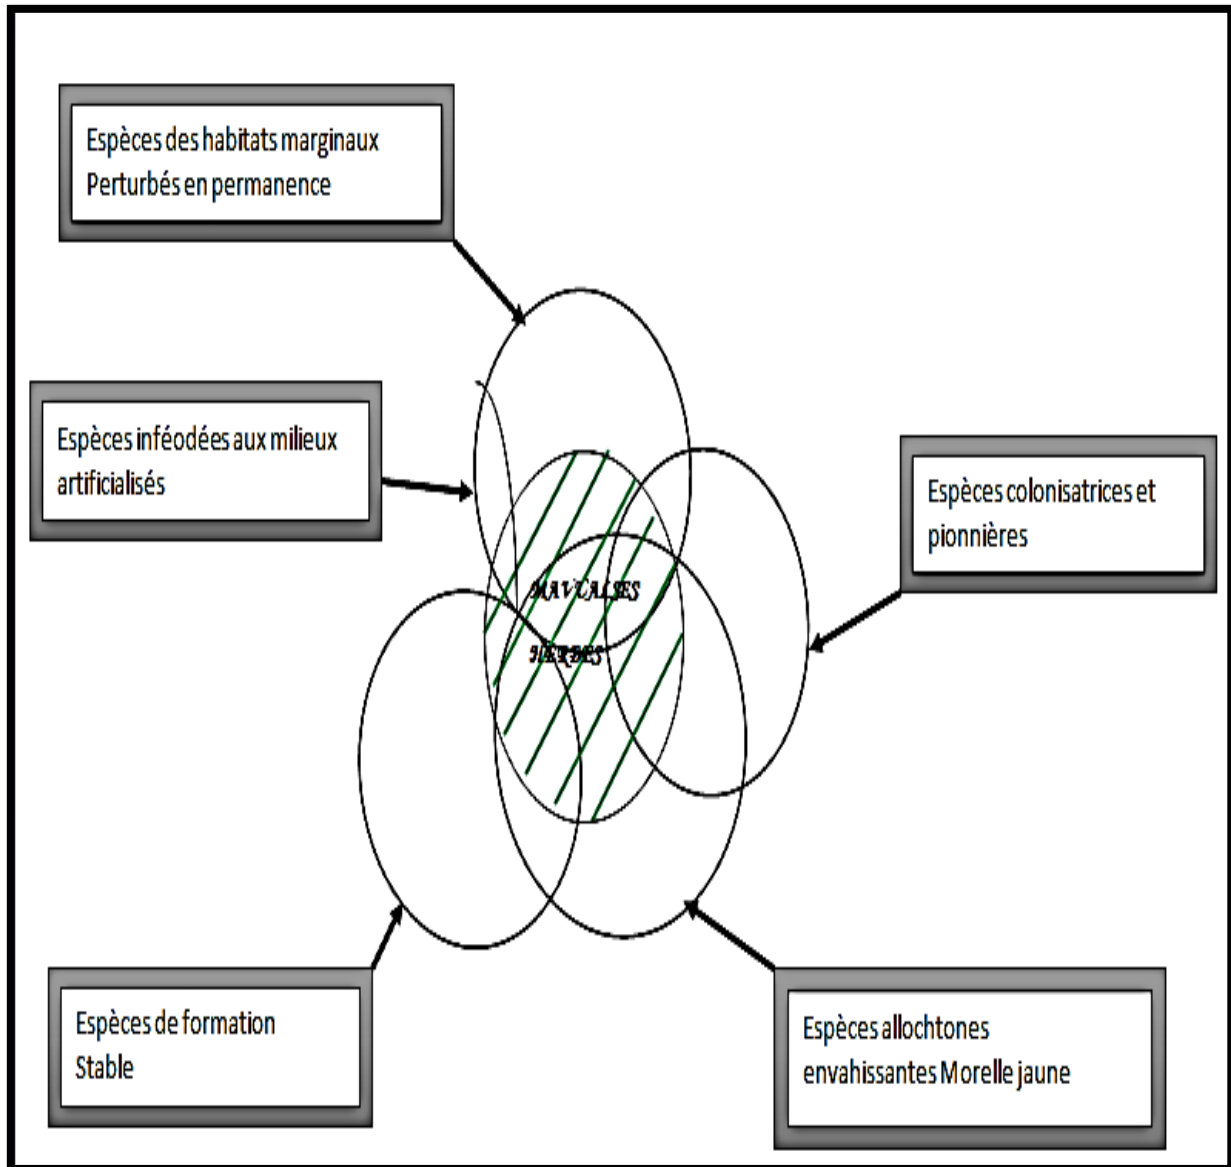 Espèces des habitats marginaux
Perturbés en permanence
Espèces inféodées aux milieux
artificialisés
Espèces colonisatrices et
pionnières
HERBES
Espèces de formation
Stable
Espèces allochtones
envahissantes Morelle jaune